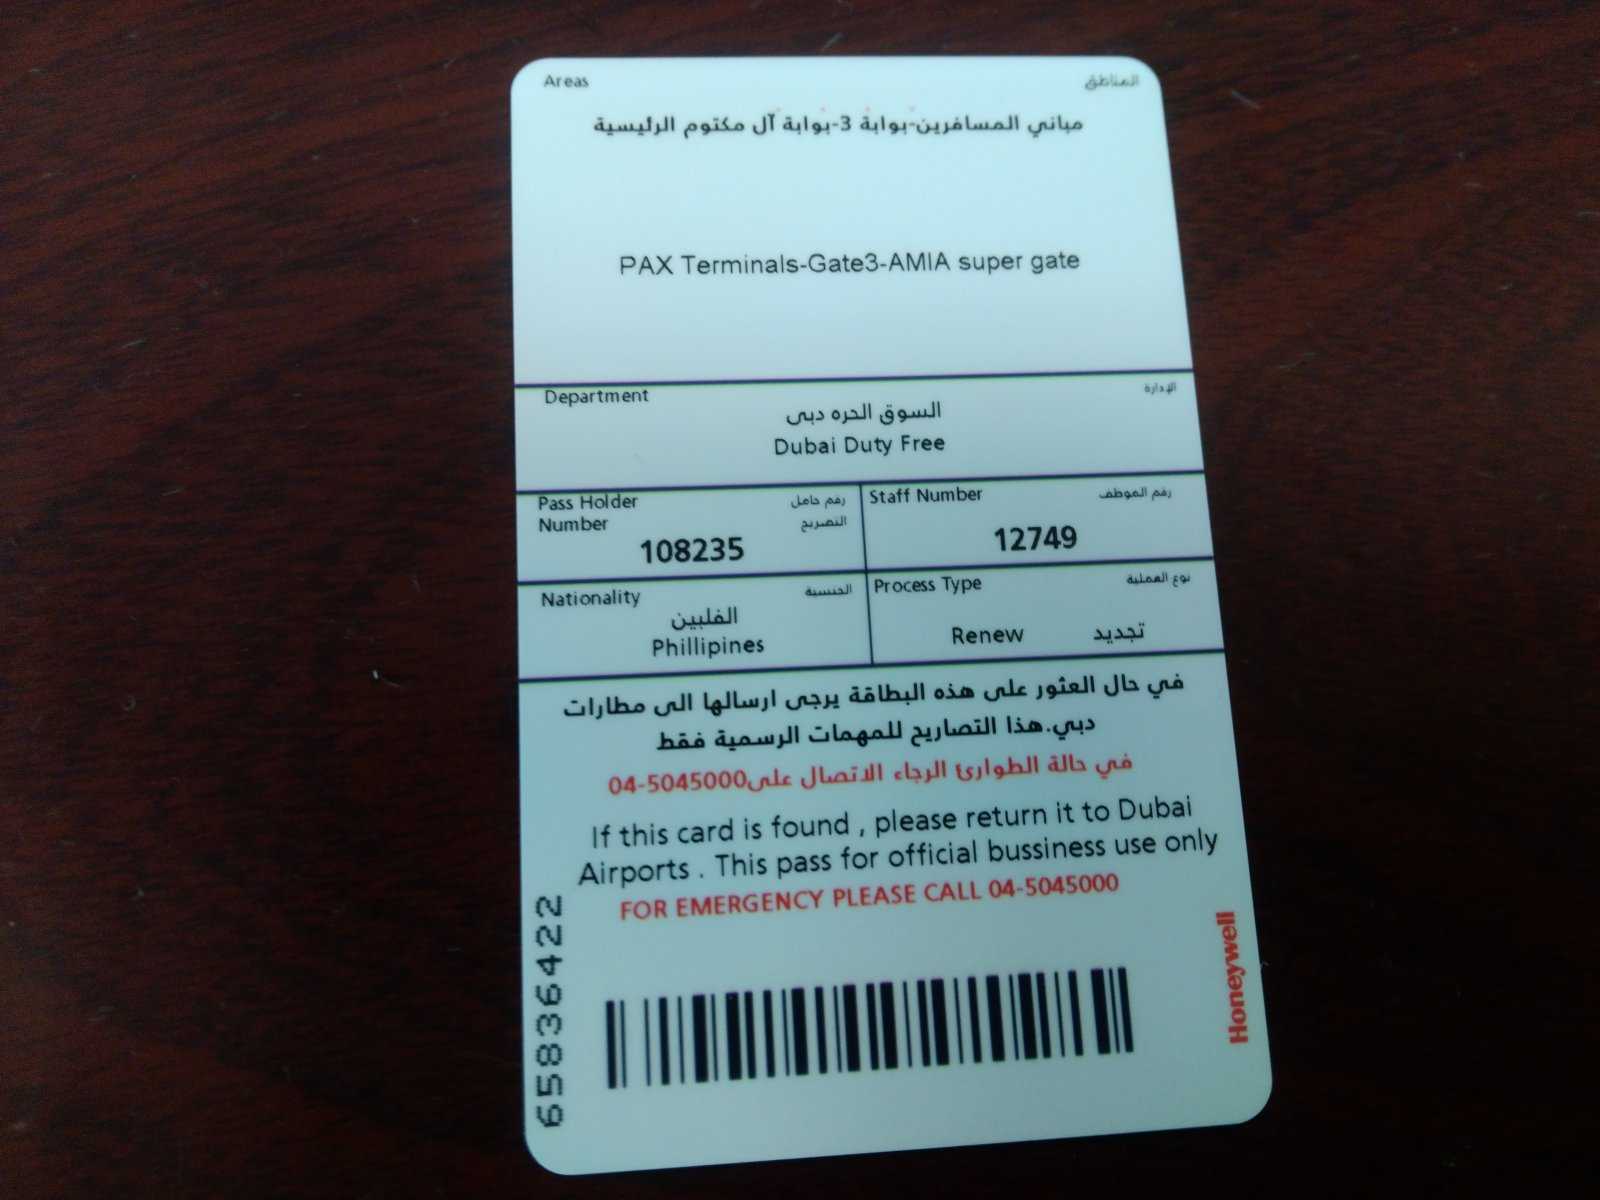 Areas المناطق
مباني المسافرين-بوابة 3-بوابة آل مكتوم الرئيسية
PAX Terminals-Gate3-AMIA super gate
Department الإدارة
السوق الحره دبى
Dubai Duty Free
Pass Holder رقم حامل
Number التصريح
108235
Staff Number رقم الموظف
12749
Nationality الجنسية
الفلبين
Phillipines
Process Type نوع العملية
Renew تجديد
في حال العثور على هذه البطاقة يرجى ارسالها الى مطارات
دبي.هذا التصاريح للمهمات الرسمية فقط
في حالة الطوارئ الرجاء الاتصال على04-5045000
If this card is found , please return it to Dubai
Airports . This pass for official bussiness use only
FOR EMERGENCY PLEASE CALL 04-5045000
65836422
Honeywell